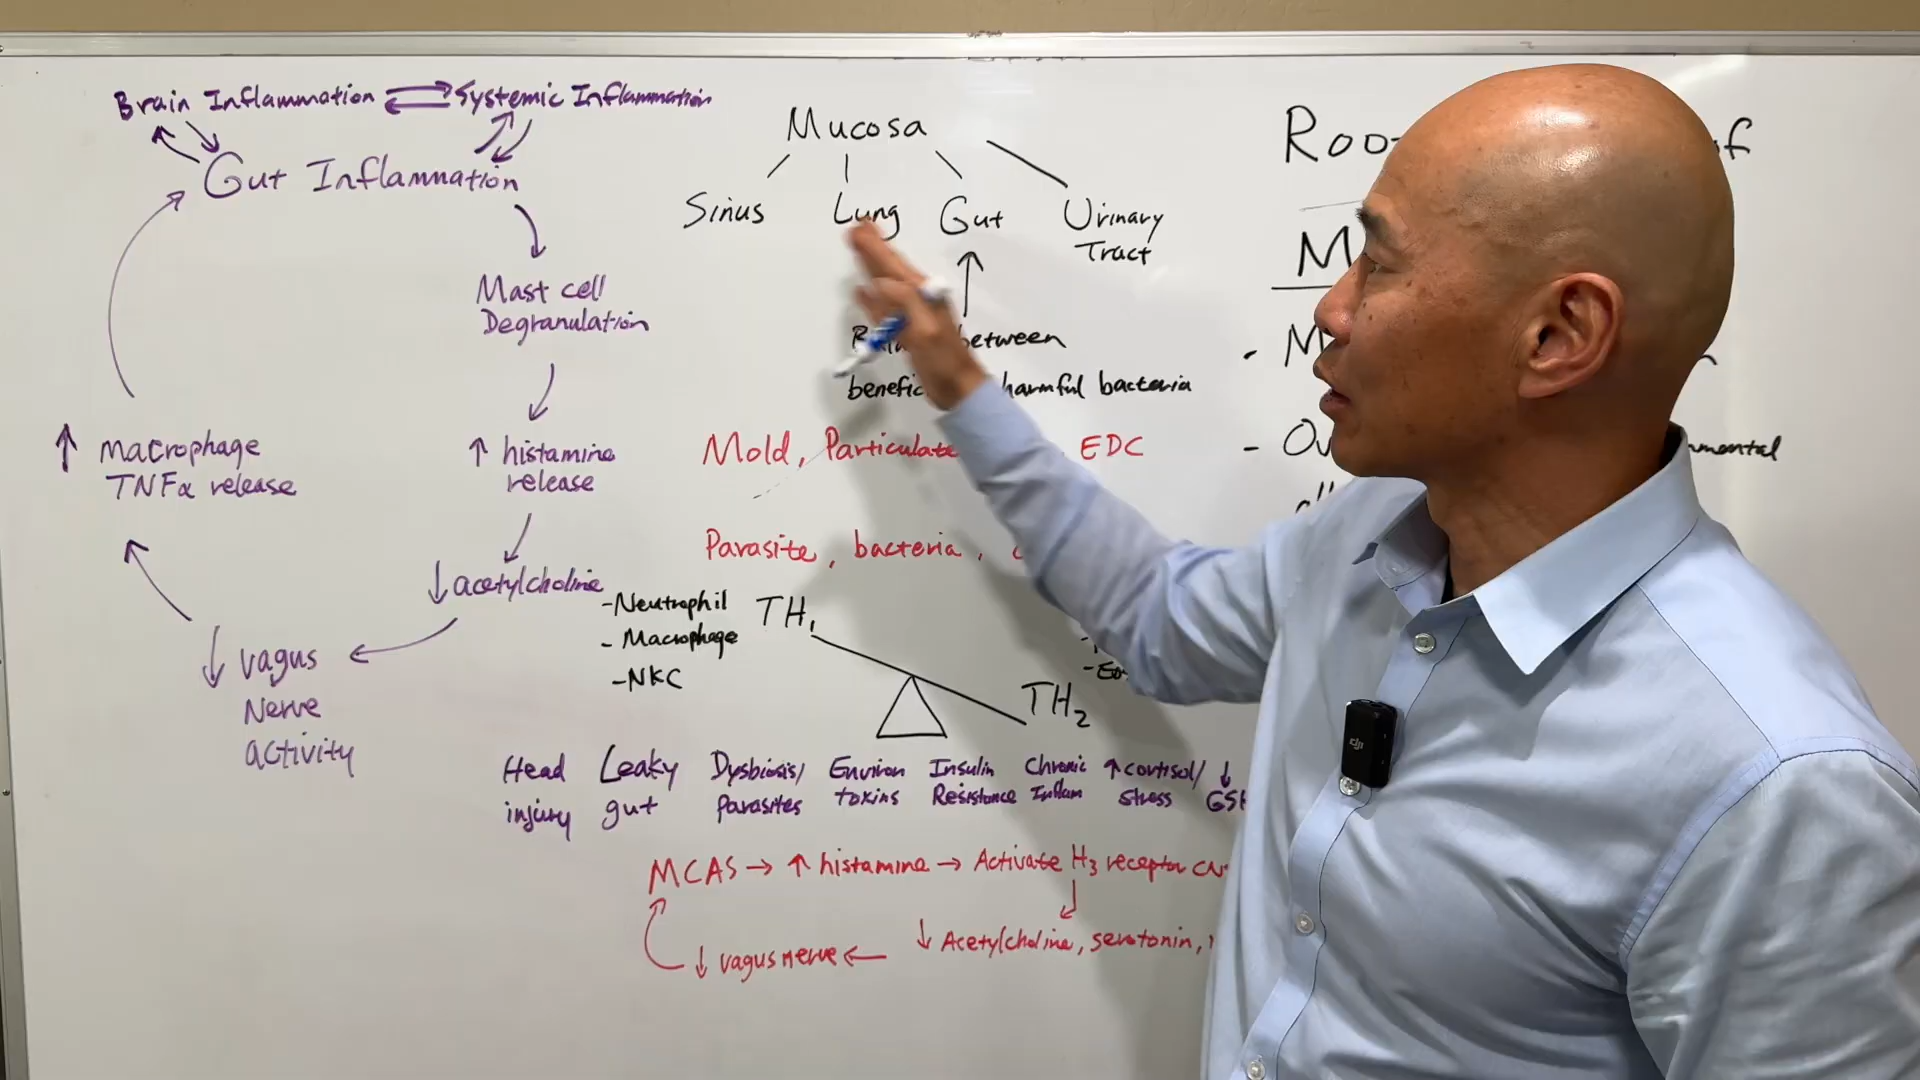 Brain Inflammation ⇌ Systemic Inflammation
Gut Inflammation
Mast cell
Degranulation
↑ histamine
release
↓ acetylcholine
↓ vagus
Nerve
activity
↑ macrophage
TNFα release
Mucosa
Sinus Lung Gut Urinary
Tract
between
harmful bacteria
Mold, Particulate EDC
Parasite, bacteria,
-Neutrophil
- Macrophage
-NKC
TH₁
TH₂
Head
injury
Leaky
gut
Dysbiosis/
Parasites
Environ
toxins
Insulin
Resistance
Chronic
Inflam
↑cortisol/
stress
↓
MCAS → ↑ histamine → Activate H₃ receptor
↓ Acetylcholine, serotonin,
↓ vagus nerve ←
of
dji